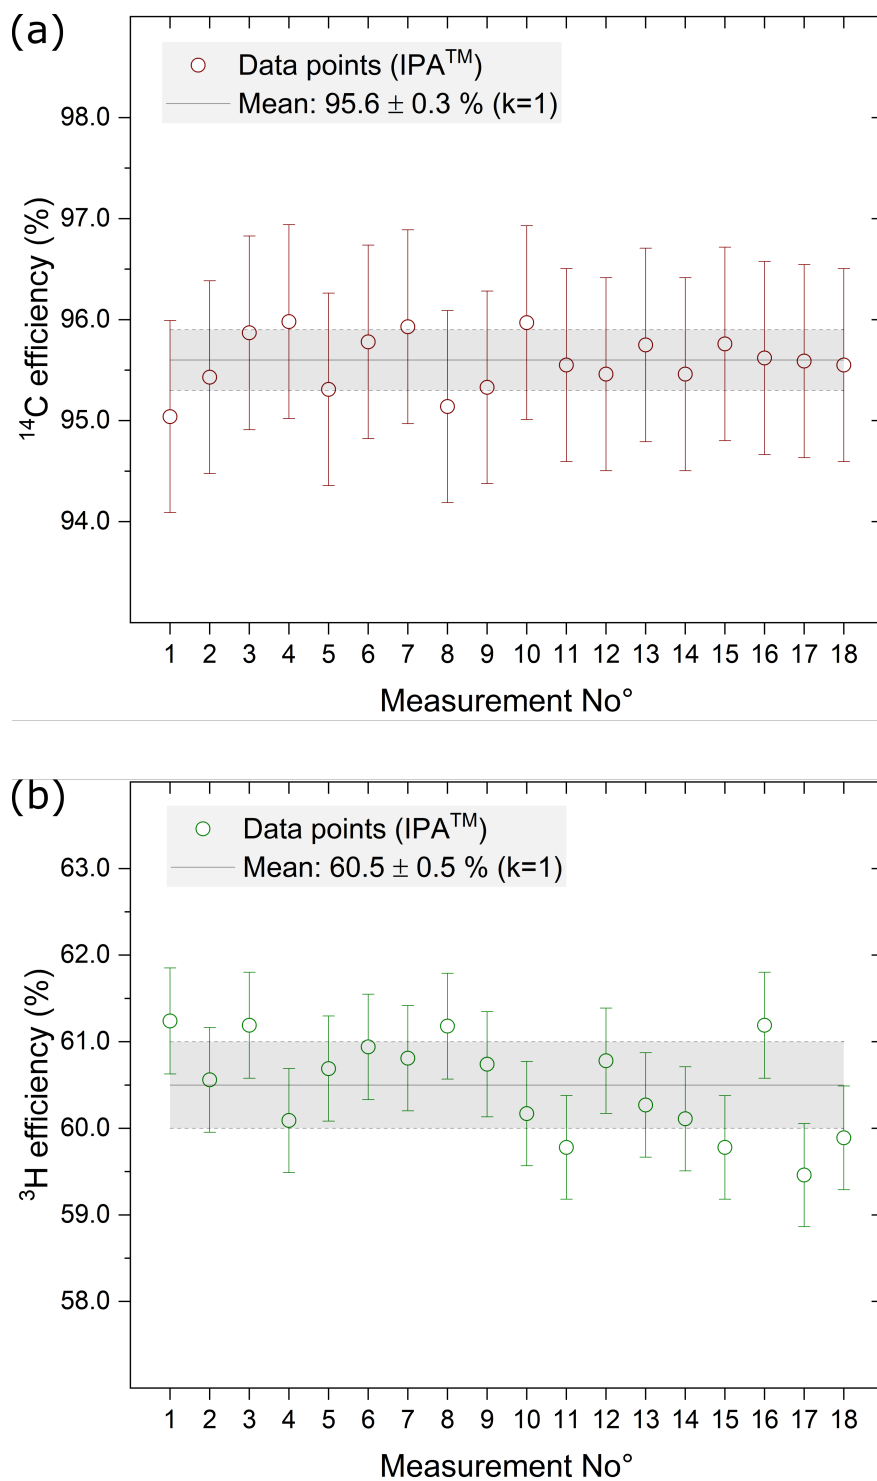 (a)
Data points (IPA™)
Mean: 95.6 ± 0.3 % (k=1)
98.0
97.0
96.0
95.0
94.0
¹⁴C efficiency (%)
1 2 3 4 5 6 7 8 9 10 11 12 13 14 15 16 17 18
Measurement No°
(b)
Data points (IPA™)
Mean: 60.5 ± 0.5 % (k=1)
63.0
62.0
61.0
60.0
59.0
58.0
³H efficiency (%)
1 2 3 4 5 6 7 8 9 10 11 12 13 14 15 16 17 18
Measurement No°